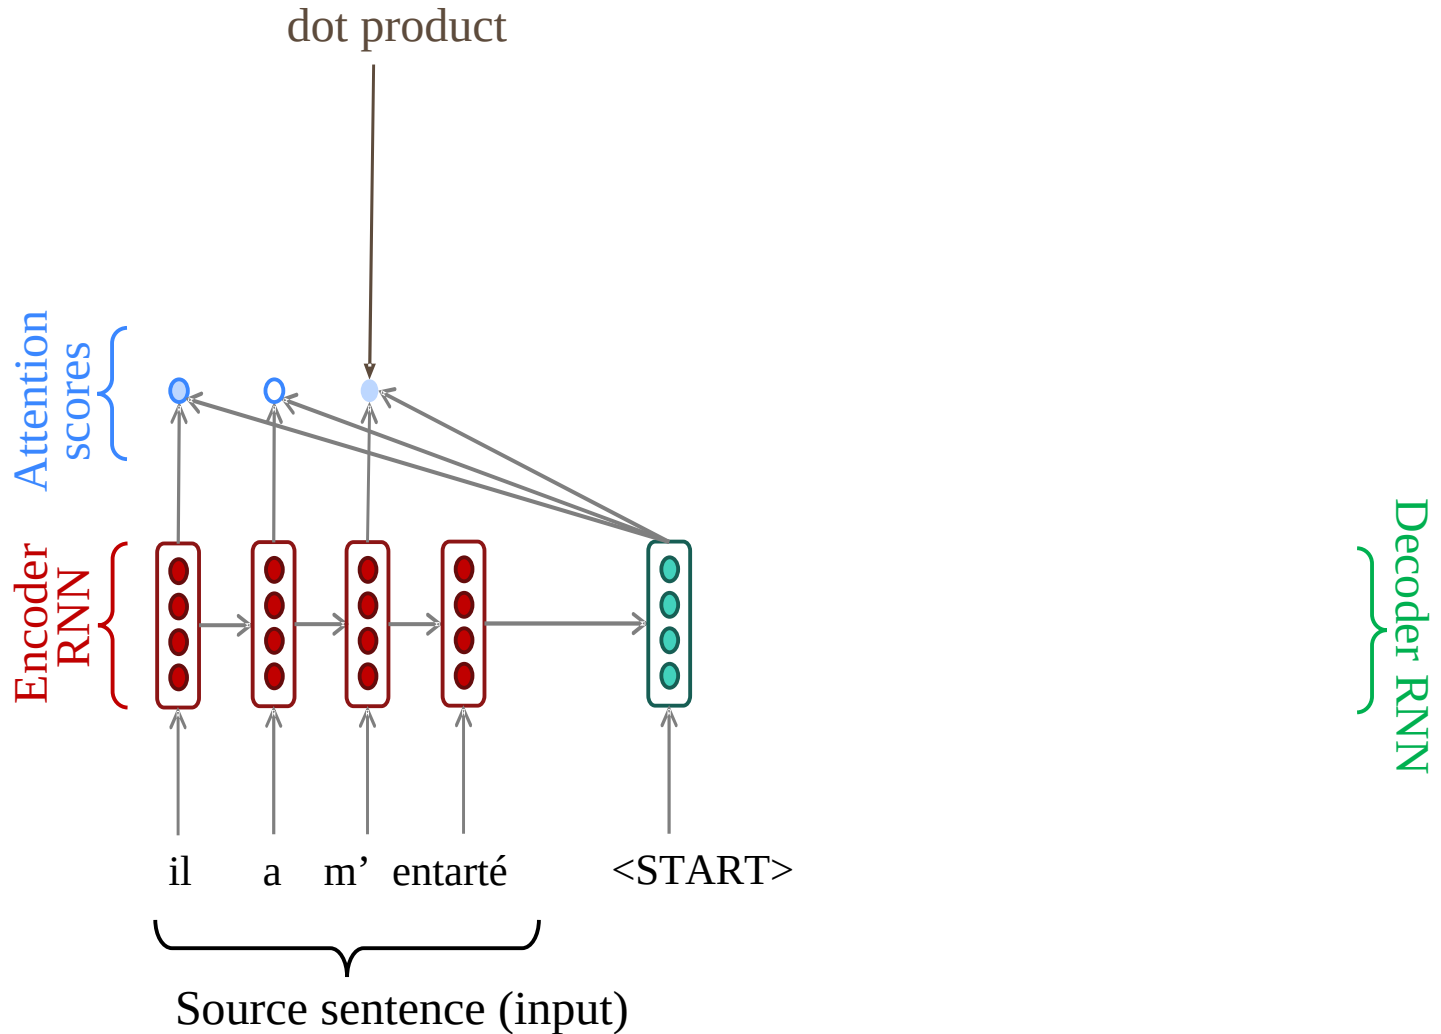 dot product
Attention
scores
Encoder
RNN
Decoder RNN
il a m’ entarté <START>
Source sentence (input)